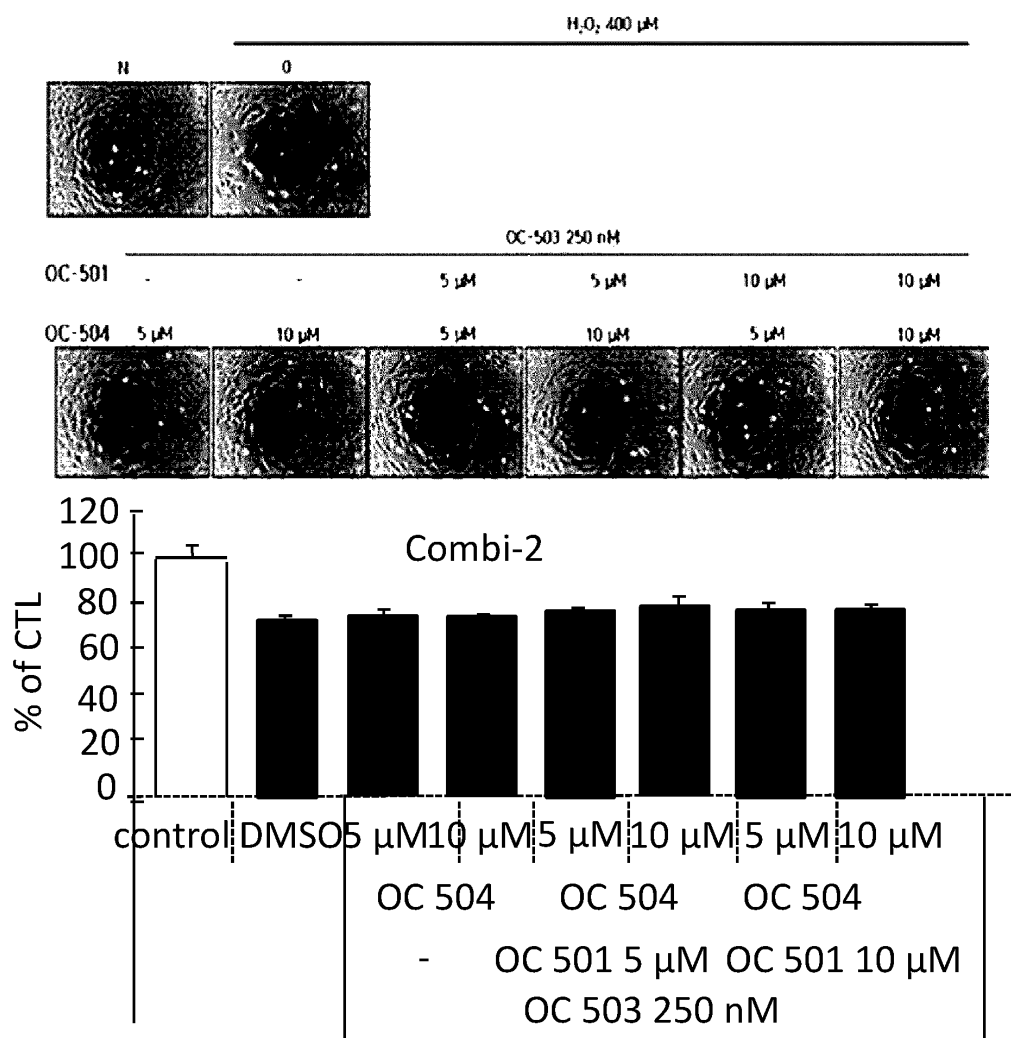 H₂O₂ 400 μM
N 0
OC-503 250 nM
OC-501 - - 5 μM 5 μM 10 μM 10 μM
OC-504 5 μM 10 μM 5 μM 10 μM 5 μM 10 μM
120
100
80
60
40
20
0
% of CTL
Combi-2
control DMSO 5 μM 10 μM 5 μM 10 μM 5 μM 10 μM
OC 504 OC 504 OC 504
- OC 501 5 μM OC 501 10 μM
OC 503 250 nM